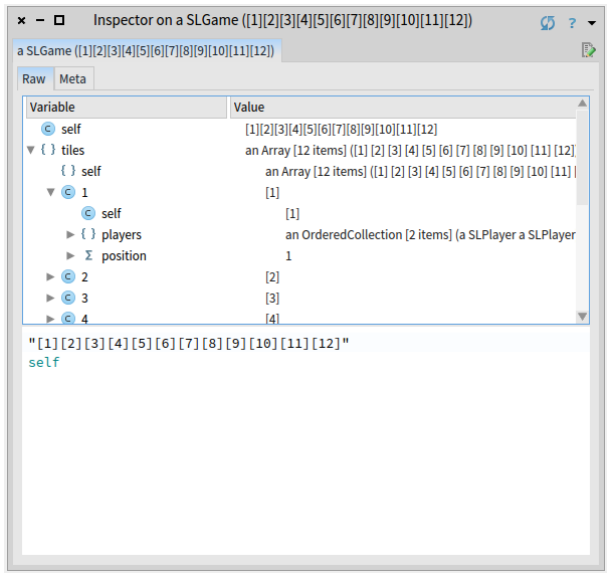 Inspector on a SLGame ([1][2][3][4][5][6][7][8][9][10][11][12]) ?
a SLGame ([1][2][3][4][5][6][7][8][9][10][11][12])
Raw Meta
Variable Value
C self [1][2][3][4][5][6][7][8][9][10][11][12]
{ } tiles an Array [12 items] ([1] [2] [3] [4] [5] [6] [7] [8] [9] [10] [11] [12]
{ } self an Array [12 items] ([1] [2] [3] [4] [5] [6] [7] [8] [9] [10] [11] [
C 1 [1]
C self [1]
{ } players an OrderedCollection [2 items] (a SLPlayer a SLPlayer
Σ position 1
C 2 [2]
C 3 [3]
C 4 [4]
"[1][2][3][4][5][6][7][8][9][10][11][12]"
self